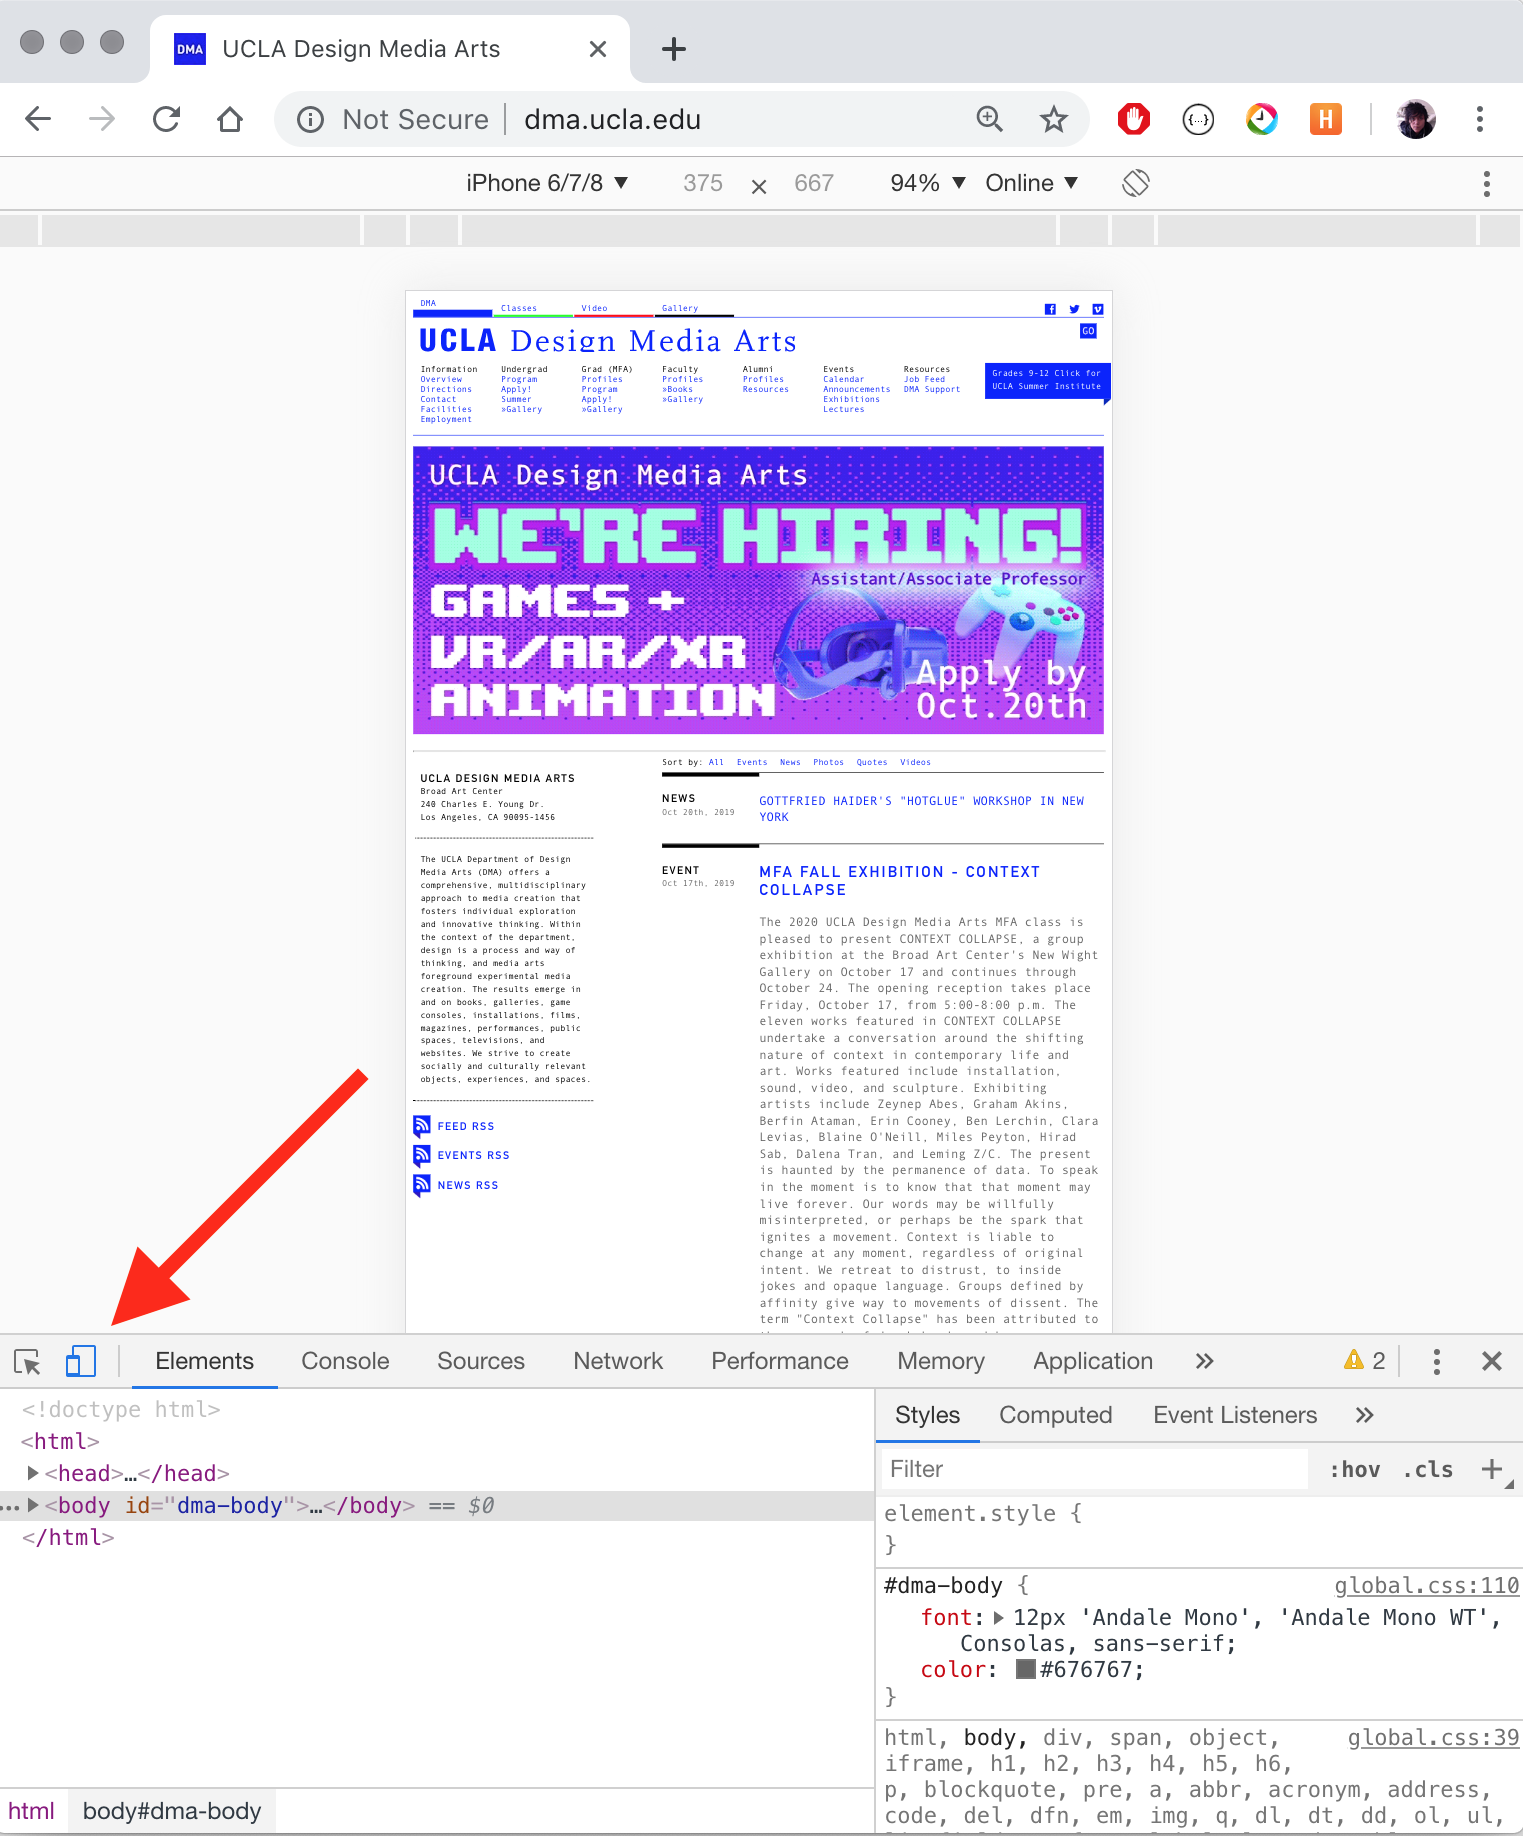 DMA UCLA Design Media Arts
Not Secure dma.ucla.edu
iPhone 6/7/8 375 × 667 94% Online
DMA
Classes Video Gallery
UCLA Design Media Arts
GO
Information Undergrad Grad (MFA) Faculty Alumni Events Resources
Overview Program Profiles Profiles Profiles Calendar Job Feed
Directions Apply! Program »Books Resources Announcements DMA Support
Contact Summer Apply! »Gallery Exhibitions
Facilities »Gallery »Gallery Lectures
Employment
Grades 9-12 Click for
UCLA Summer Institute
UCLA Design Media Arts
WE'RE HIRING!
Assistant/Associate Professor
GAMES +
VR/AR/XR
ANIMATION
Apply by
Oct.20th
Sort by: All Events News Photos Quotes Videos
UCLA DESIGN MEDIA ARTS
Broad Art Center
240 Charles E. Young Dr.
Los Angeles, CA 90095-1456
The UCLA Department of Design
Media Arts (DMA) offers a
comprehensive, multidisciplinary
approach to media creation that
fosters individual exploration
and innovative thinking. Within
the context of the department,
design is a process and way of
thinking, and media arts
foreground experimental media
creation. The results emerge in
and on books, galleries, game
consoles, installations, films,
magazines, performances, public
spaces, televisions, and
websites. We strive to create
socially and culturally relevant
objects, experiences, and spaces.
FEED RSS
EVENTS RSS
NEWS RSS
NEWS
Oct 20th, 2019
GOTTFRIED HAIDER'S "HOTGLUE" WORKSHOP IN NEW
YORK
EVENT
Oct 17th, 2019
MFA FALL EXHIBITION - CONTEXT
COLLAPSE
The 2020 UCLA Design Media Arts MFA class is
pleased to present CONTEXT COLLAPSE, a group
exhibition at the Broad Art Center's New Wight
Gallery on October 17 and continues through
October 24. The opening reception takes place
Friday, October 17, from 5:00-8:00 p.m. The
eleven works featured in CONTEXT COLLAPSE
undertake a conversation around the shifting
nature of context in contemporary life and
art. Works featured include installation,
sound, video, and sculpture. Exhibiting
artists include Zeynep Abes, Graham Akins,
Berfin Ataman, Erin Cooney, Ben Lerchin, Clara
Levias, Blaine O'Neill, Miles Peyton, Hirad
Sab, Dalena Tran, and Leming Z/C. The present
is haunted by the permanence of data. To speak
in the moment is to know that that moment may
live forever. Our words may be willfully
misinterpreted, or perhaps be the spark that
ignites a movement. Context is liable to
change at any moment, regardless of original
intent. We retreat to distrust, to inside
jokes and opaque language. Groups defined by
affinity give way to movements of dissent. The
term "Context Collapse" has been attributed to
Elements Console Sources Network Performance Memory Application » 2
<!doctype html>
<html>
<head>…</head>
<body id="dma-body">…</body> == $0
</html>
html body#dma-body
Styles Computed Event Listeners »
Filter :hov .cls +
element.style {
}
#dma-body { global.css:110
font: 12px 'Andale Mono', 'Andale Mono WT',
Consolas, sans-serif;
color: #676767;
}
html, body, div, span, object, global.css:39
iframe, h1, h2, h3, h4, h5, h6,
p, blockquote, pre, a, abbr, acronym, address,
code, del, dfn, em, img, q, dl, dt, dd, ol, ul,